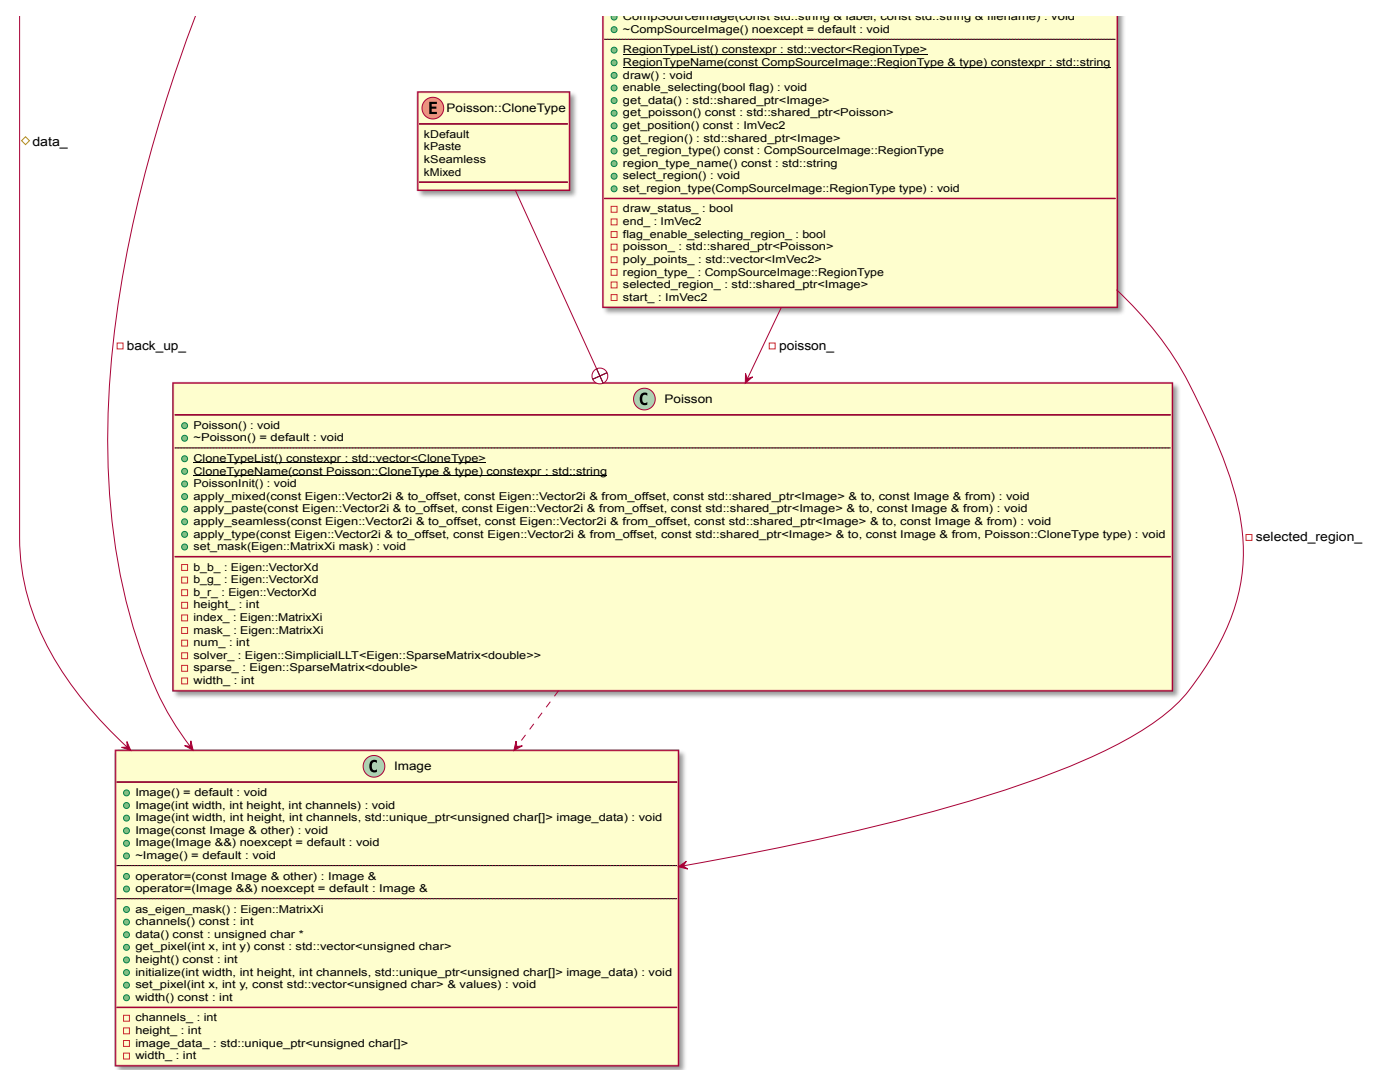 CompSourceImage(const std::string & label, const std::string & filename) : void
~CompSourceImage() noexcept = default : void
RegionTypeList() constexpr : std::vector<RegionType>
RegionTypeName(const CompSourceImage::RegionType & type) constexpr : std::string
draw() : void
enable_selecting(bool flag) : void
get_data() : std::shared_ptr<Image>
get_poisson() const : std::shared_ptr<Poisson>
get_position() const : ImVec2
get_region() : std::shared_ptr<Image>
get_region_type() const : CompSourceImage::RegionType
region_type_name() const : std::string
select_region() : void
set_region_type(CompSourceImage::RegionType type) : void
draw_status_ : bool
end_ : ImVec2
flag_enable_selecting_region_ : bool
poisson_ : std::shared_ptr<Poisson>
poly_points_ : std::vector<ImVec2>
region_type_ : CompSourceImage::RegionType
selected_region_ : std::shared_ptr<Image>
start_ : ImVec2
E Poisson::CloneType
kDefault
kPaste
kSeamless
kMixed
data_
back_up_
poisson_
selected_region_
C Poisson
Poisson() : void
~Poisson() = default : void
CloneTypeList() constexpr : std::vector<CloneType>
CloneTypeName(const Poisson::CloneType & type) constexpr : std::string
PoissonInit() : void
apply_mixed(const Eigen::Vector2i & to_offset, const Eigen::Vector2i & from_offset, const std::shared_ptr<Image> & to, const Image & from) : void
apply_paste(const Eigen::Vector2i & to_offset, const Eigen::Vector2i & from_offset, const std::shared_ptr<Image> & to, const Image & from) : void
apply_seamless(const Eigen::Vector2i & to_offset, const Eigen::Vector2i & from_offset, const std::shared_ptr<Image> & to, const Image & from) : void
apply_type(const Eigen::Vector2i & to_offset, const Eigen::Vector2i & from_offset, const std::shared_ptr<Image> & to, const Image & from, Poisson::CloneType type) : void
set_mask(Eigen::MatrixXi mask) : void
b_b_ : Eigen::VectorXd
b_g_ : Eigen::VectorXd
b_r_ : Eigen::VectorXd
height_ : int
index_ : Eigen::MatrixXi
mask_ : Eigen::MatrixXi
num_ : int
solver_ : Eigen::SimplicialLLT<Eigen::SparseMatrix<double>>
sparse_ : Eigen::SparseMatrix<double>
width_ : int
C Image
Image() = default : void
Image(int width, int height, int channels) : void
Image(int width, int height, int channels, std::unique_ptr<unsigned char[]> image_data) : void
Image(const Image & other) : void
Image(Image &&) noexcept = default : void
~Image() = default : void
operator=(const Image & other) : Image &
operator=(Image &&) noexcept = default : Image &
as_eigen_mask() : Eigen::MatrixXi
channels() const : int
data() const : unsigned char *
get_pixel(int x, int y) const : std::vector<unsigned char>
height() const : int
initialize(int width, int height, int channels, std::unique_ptr<unsigned char[]> image_data) : void
set_pixel(int x, int y, const std::vector<unsigned char> & values) : void
width() const : int
channels_ : int
height_ : int
image_data_ : std::unique_ptr<unsigned char[]>
width_ : int